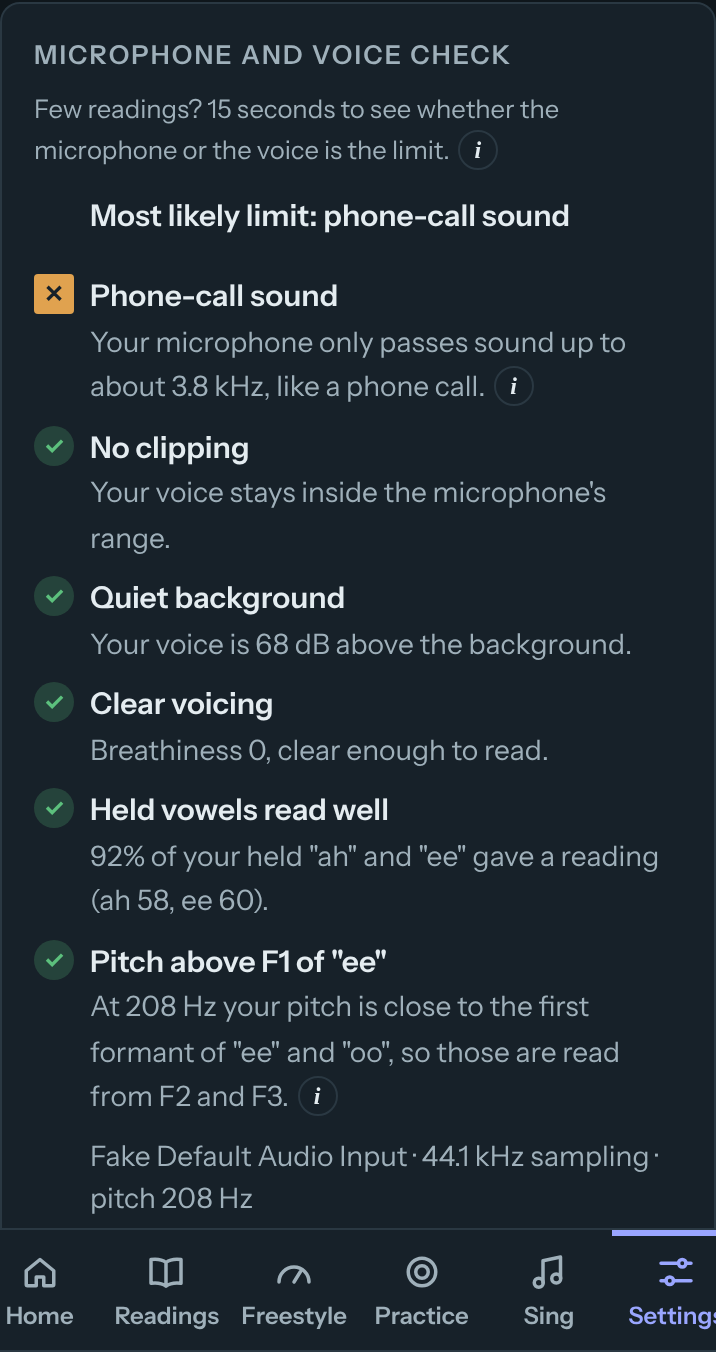 MICROPHONE AND VOICE CHECK
Few readings? 15 seconds to see whether the
microphone or the voice is the limit. i
Most likely limit: phone-call sound
Phone-call sound
Your microphone only passes sound up to
about 3.8 kHz, like a phone call. i
No clipping
Your voice stays inside the microphone's
range.
Quiet background
Your voice is 68 dB above the background.
Clear voicing
Breathiness 0, clear enough to read.
Held vowels read well
92% of your held "ah" and "ee" gave a reading
(ah 58, ee 60).
Pitch above F1 of "ee"
At 208 Hz your pitch is close to the first
formant of "ee" and "oo", so those are read
from F2 and F3. i
Fake Default Audio Input · 44.1 kHz sampling ·
pitch 208 Hz
Home Readings Freestyle Practice Sing Settings